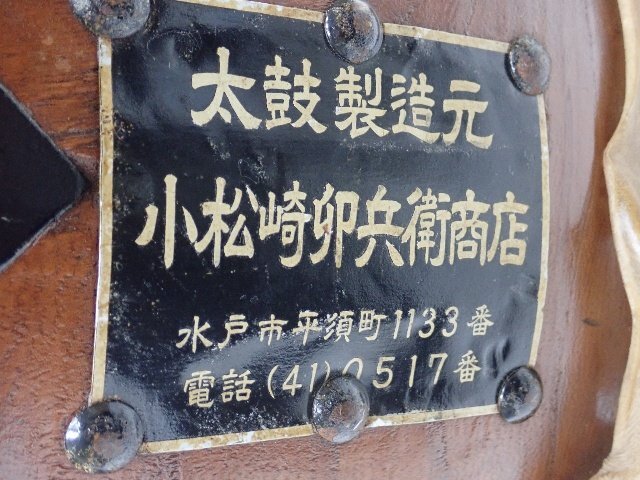 太鼓製造元
小松崎卯兵衛商店
水戸市平須町1133番
電話(41)0517番